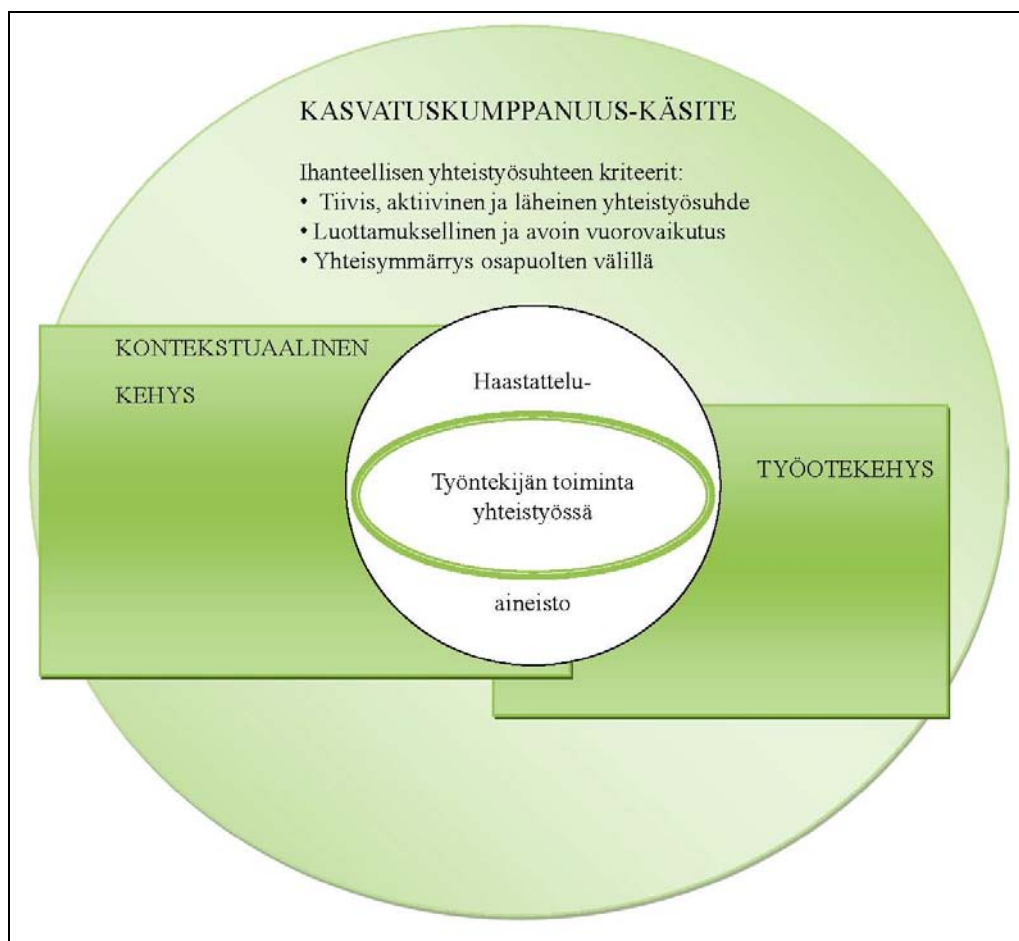 KASVATUSKUMPPANUUS-KÄSITE
Ihanteellisen yhteistyösuhteen kriteerit:
• Tiivis, aktiivinen ja läheinen yhteistyösuhde
• Luottamuksellinen ja avoin vuorovaikutus
• Yhteisymmärrys osapuolten välillä
KONTEKSTUAALINEN
KEHYS
Haastattelu-
Työntekijän toiminta
yhteistyössä
aineisto
TYÖOTEKEHYS